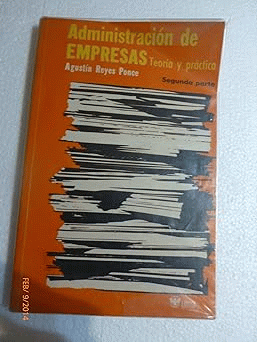 Administración de
EMPRESAS Teoría y práctica
Agustín Reyes Ponce
Segunda parte
FEB/ 9/2014